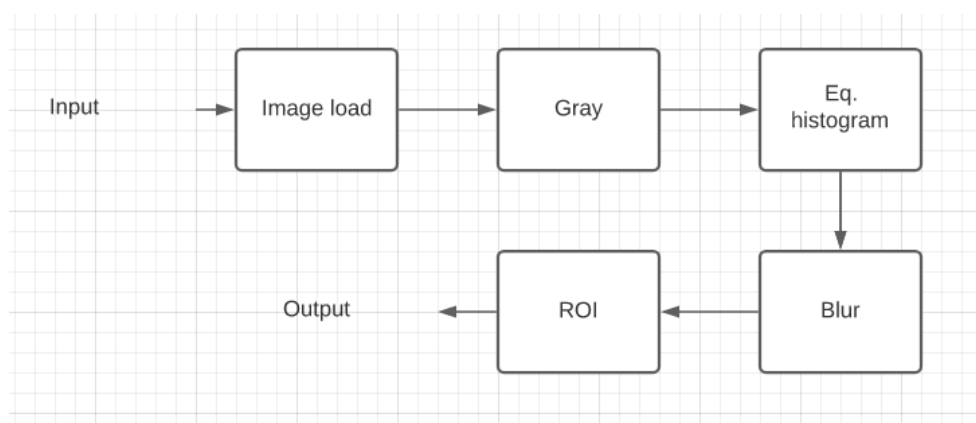 Input
Image load
Gray
Eq.
histogram
Output
ROI
Blur